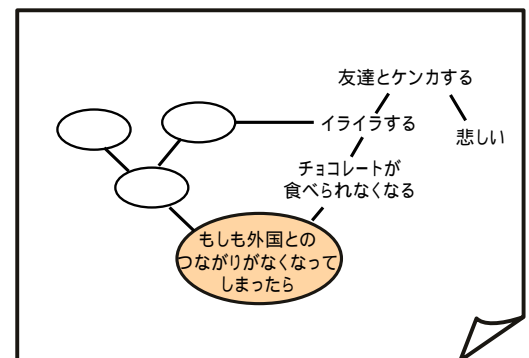 友達とケンカする
イライラする
悲しい
チョコレートが
食べられなくなる
もしも外国との
つながりがなくなって
しまったら